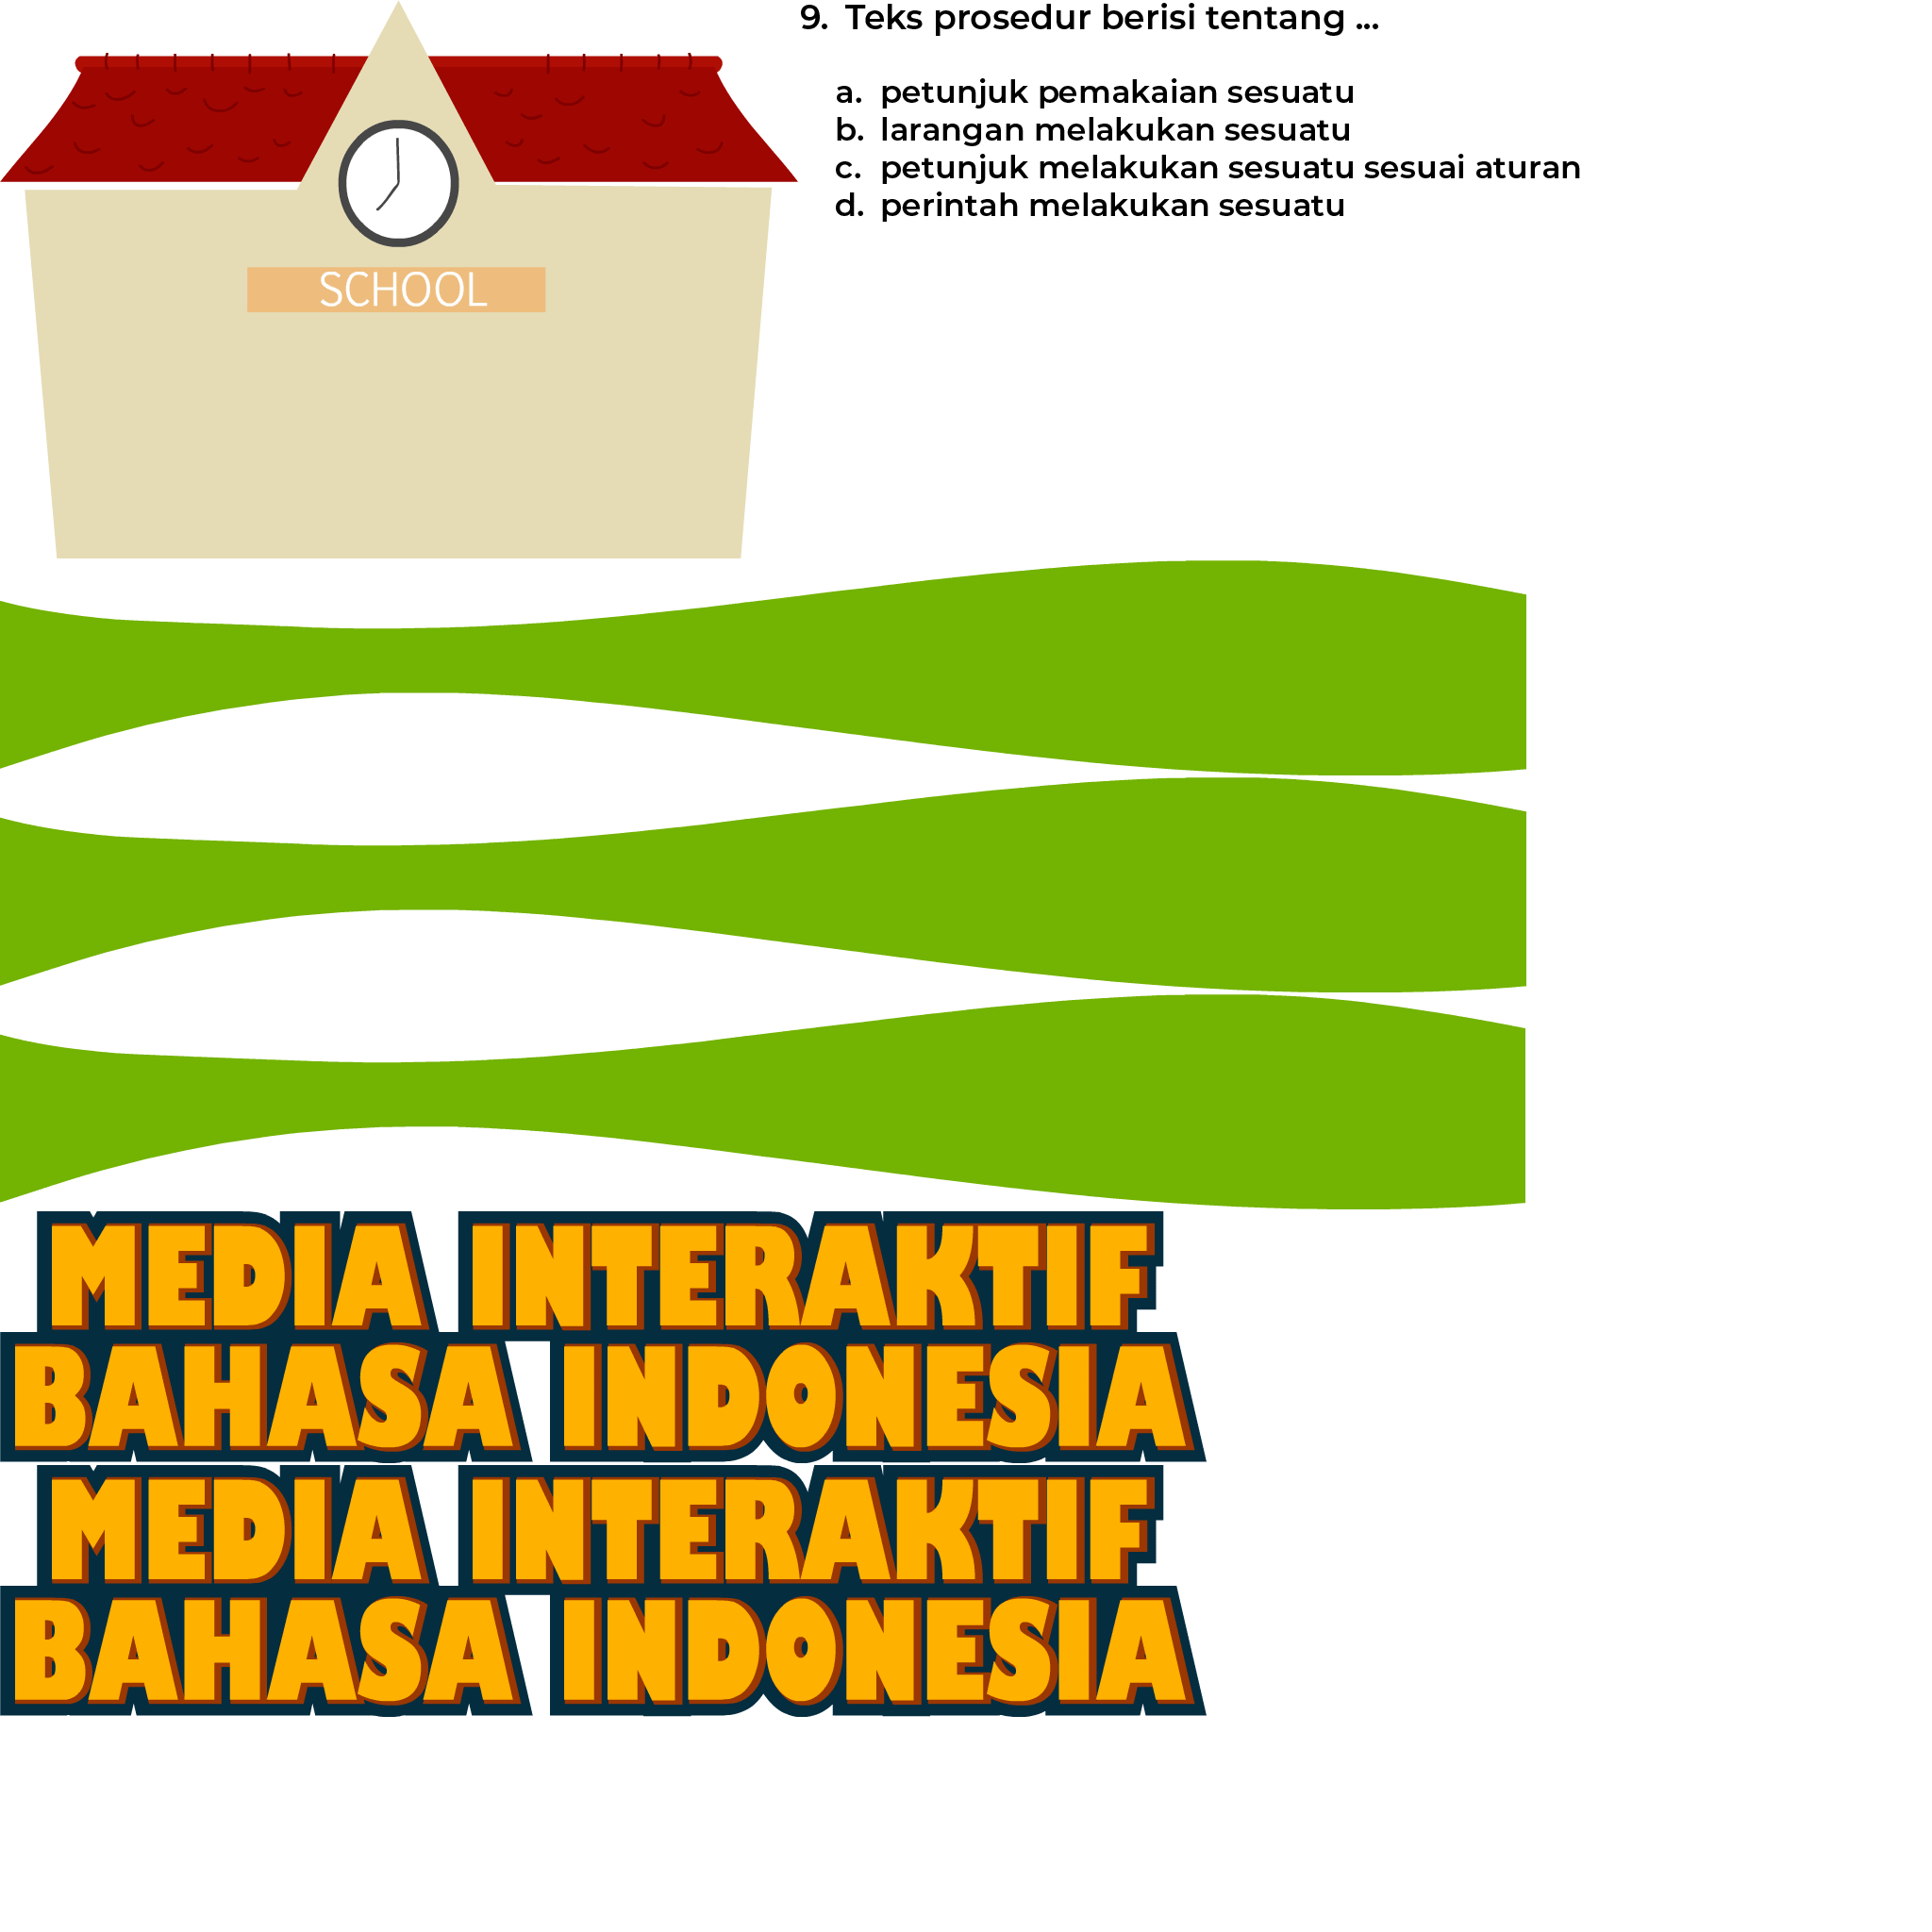 9. Teks prosedur berisi tentang ...
a. petunjuk pemakaian sesuatu
b. larangan melakukan sesuatu
c. petunjuk melakukan sesuatu sesuai aturan
d. perintah melakukan sesuatu
SCHOOL
MEDIA INTERAKTIF
BAHASA INDONESIA
MEDIA INTERAKTIF
BAHASA INDONESIA